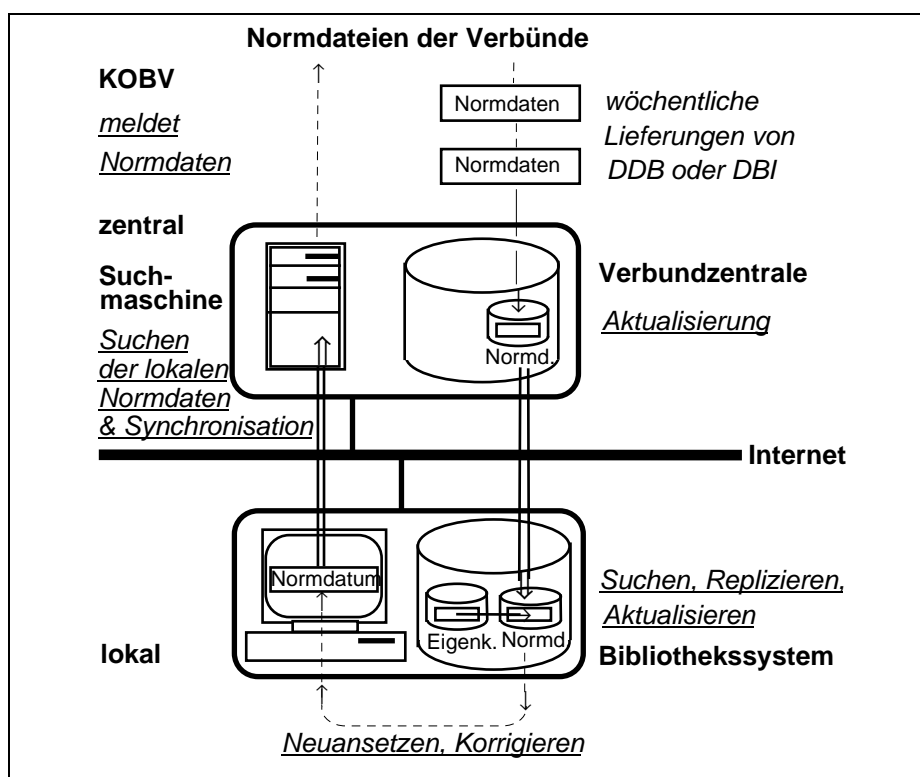 Normdateien der Verbünde
KOBV
meldet
Normdaten
Normdaten
Normdaten
wöchentliche
Lieferungen von
DDB oder DBI
zentral
Such-
maschine
Suchen
der lokalen
Normdaten
& Synchronisation
Normd.
Verbundzentrale
Aktualisierung
Internet
lokal
Normdatum
Eigenk.
Normd.
Suchen, Replizieren,
Aktualisieren
Bibliothekssystem
Neuansetzen, Korrigieren